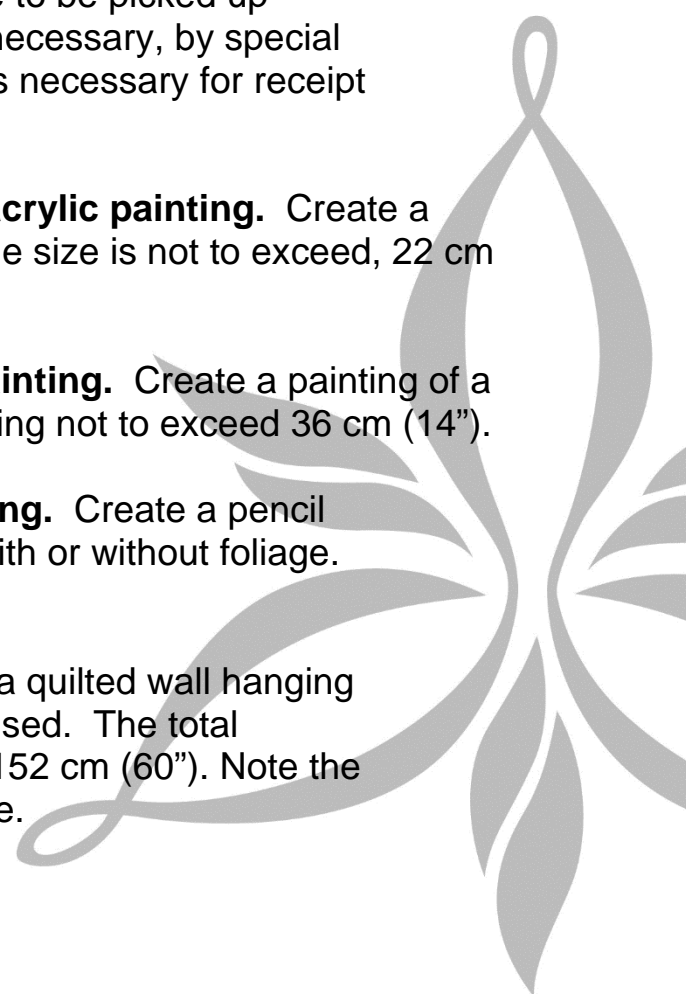 e to be picked up
necessary, by special
s necessary for receipt
acrylic painting. Create a
e size is not to exceed, 22 cm
inting. Create a painting of a
ing not to exceed 36 cm (14”).
ng. Create a pencil
ith or without foliage.
a quilted wall hanging
sed. The total
152 cm (60”). Note the
e.